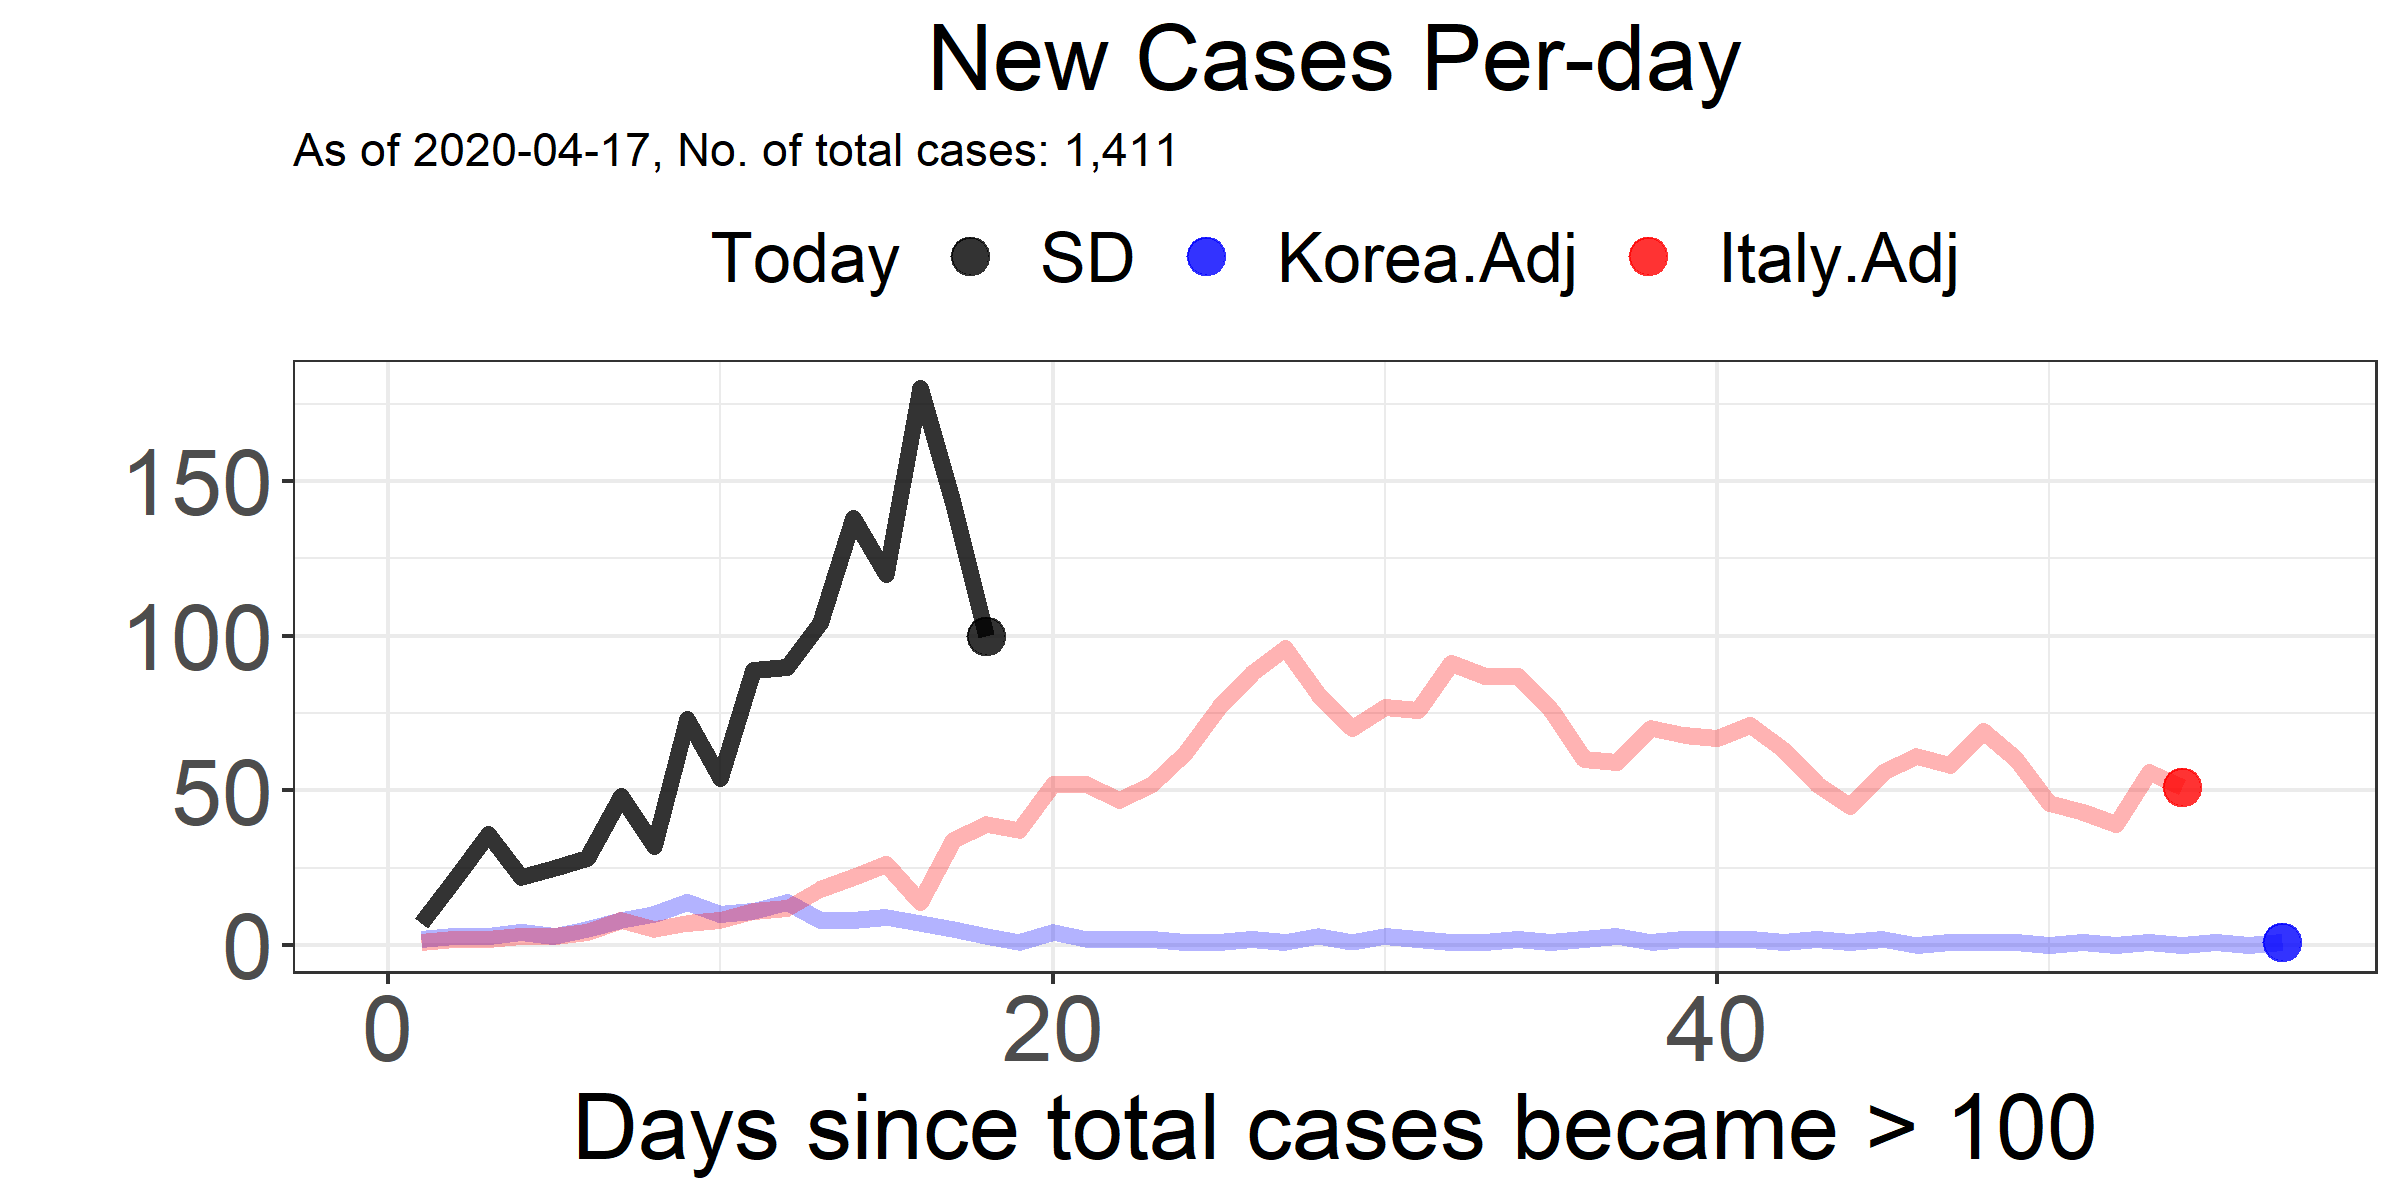 New Cases Per-day
As of 2020-04-17, No. of total cases: 1,411
Today SD Korea.Adj Italy.Adj
150
100
50
0
0 20 40
Days since total cases became > 100